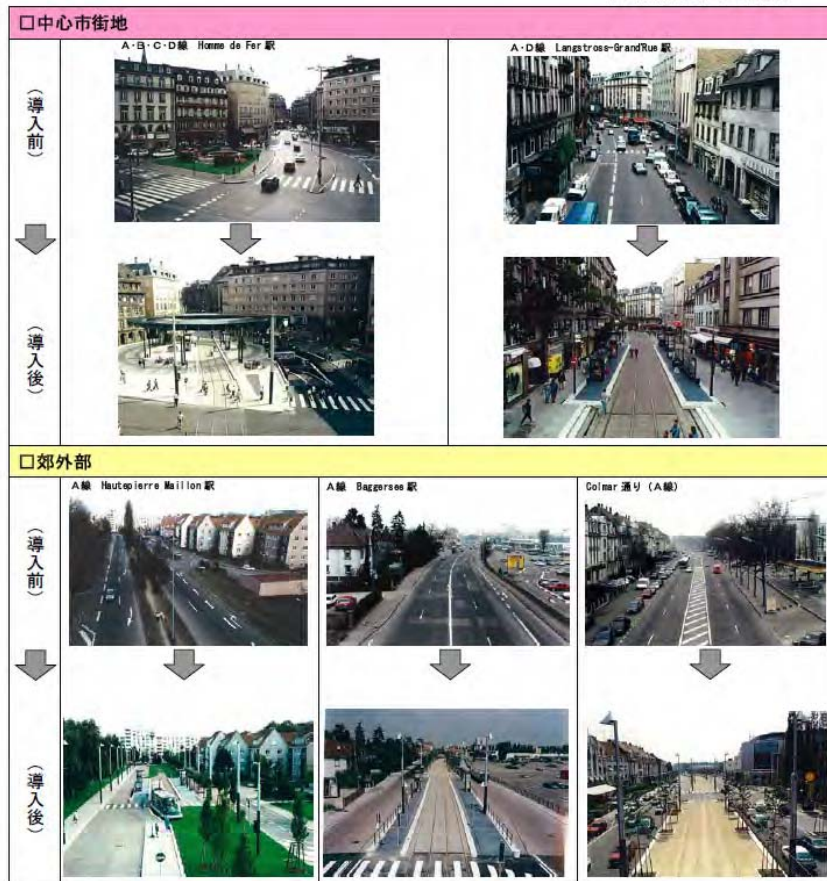 □中心市街地
(導入前)
A・B・C・D線 Homme de Fer 駅
A・D線 Langstross-Grand'Rue 駅
(導入後)
□郊外部
(導入前)
A線 Hautepierre Maillon 駅
A線 Baggersee 駅
Colmar 通り (A線)
(導入後)